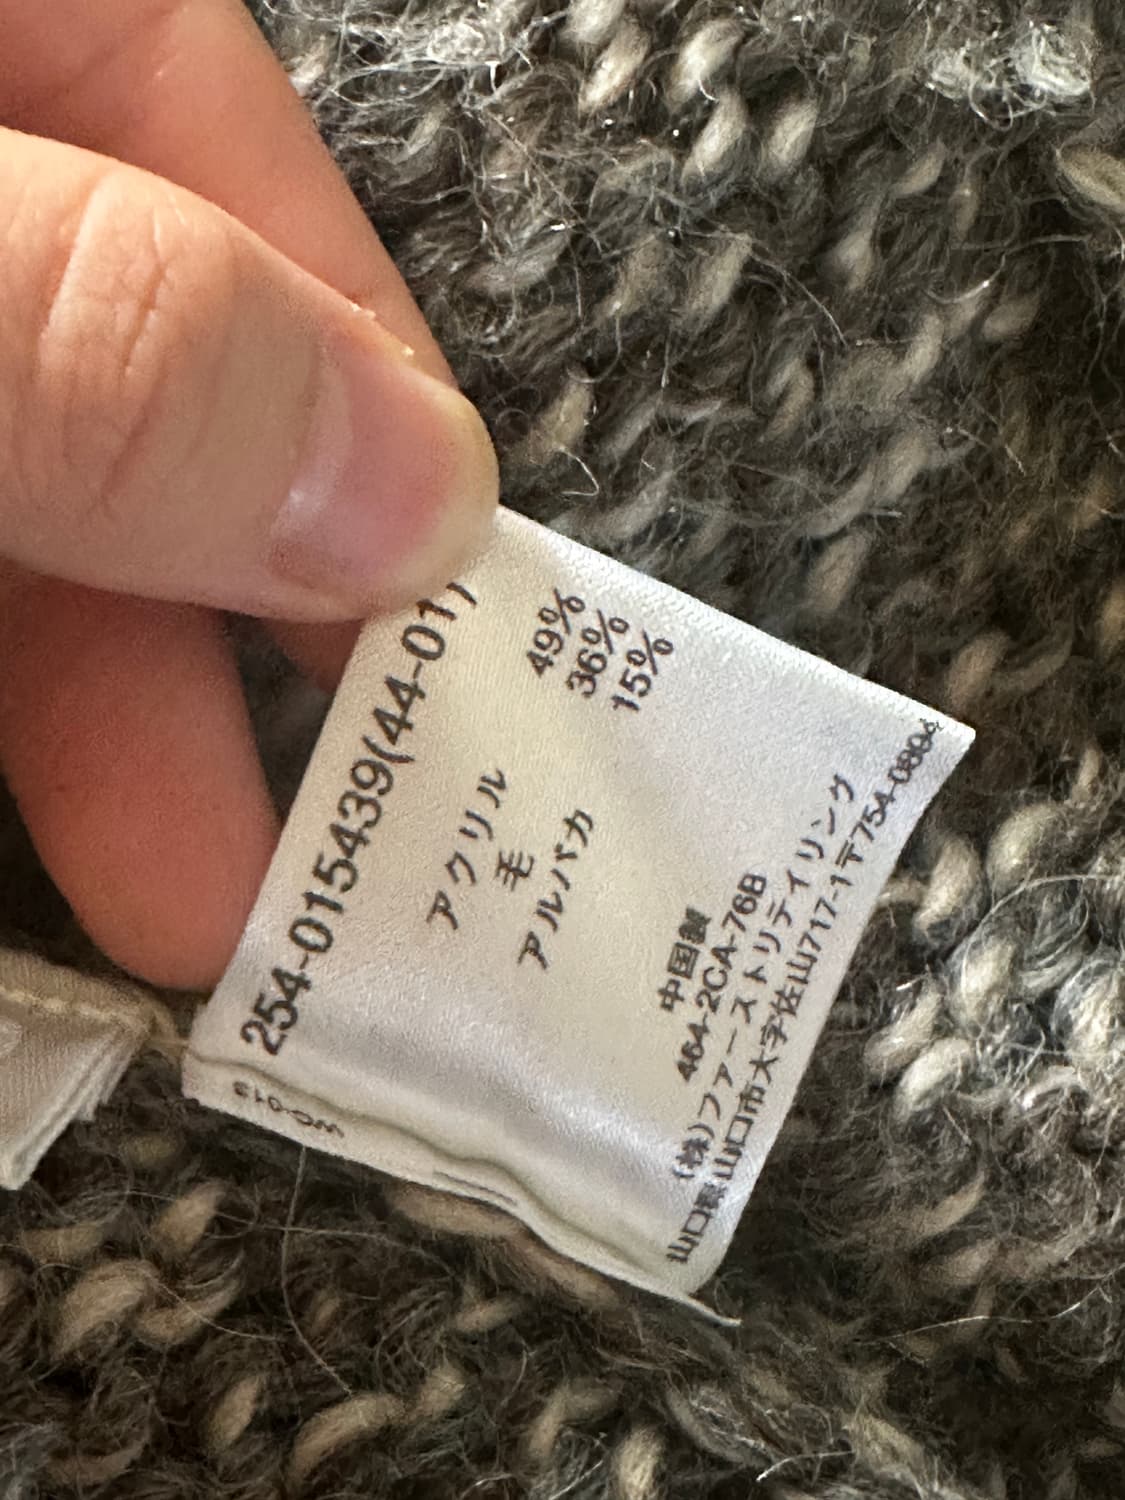 254-015439(44-01)
アクリル 49%
毛 36%
アルパカ 15%
中国製
464-2CA-76B
(株)ファーストリテイリング
山口県山口市大字佐山717-1〒754-0894
WC-013